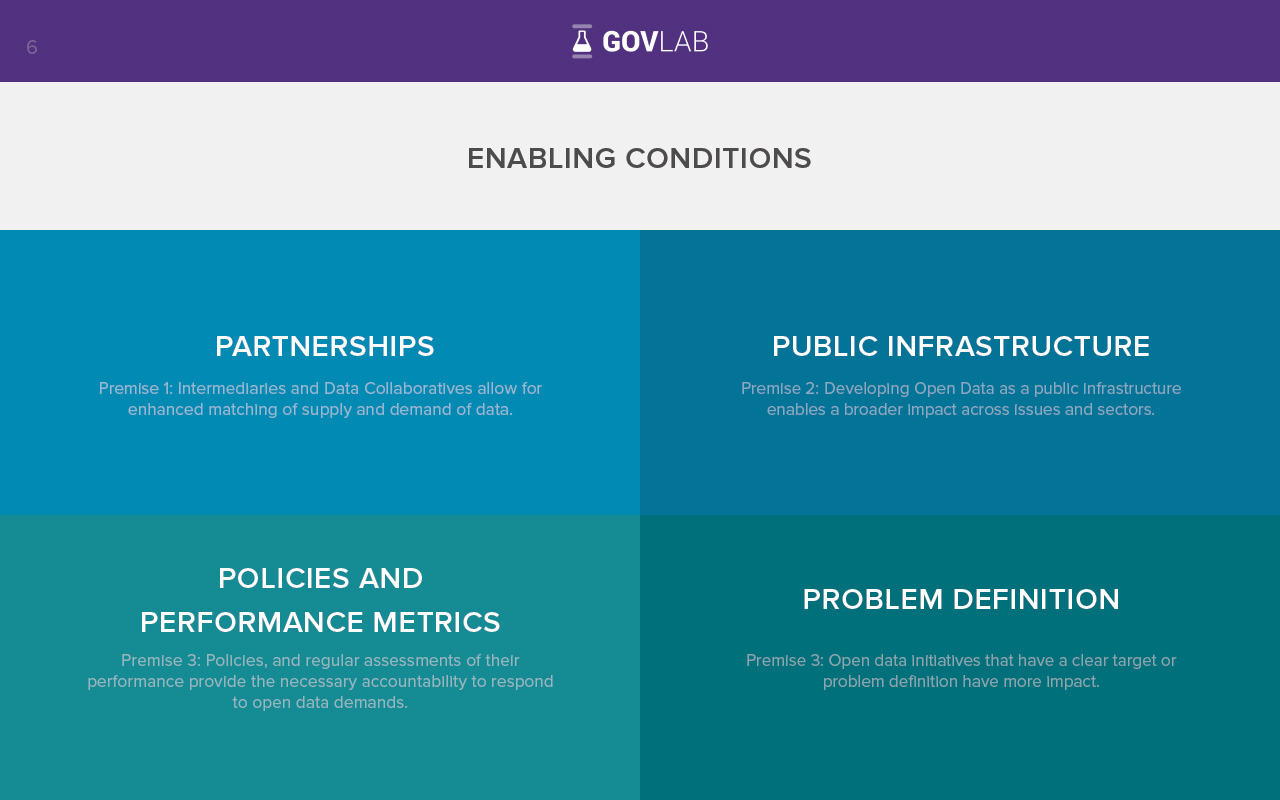 6
GOVLAB
ENABLING CONDITIONS
PARTNERSHIPS
Premise 1: Intermediaries and Data Collaboratives allow for
enhanced matching of supply and demand of data.
PUBLIC INFRASTRUCTURE
Premise 2: Developing Open Data as a public infrastructure
enables a broader impact across issues and sectors.
POLICIES AND
PERFORMANCE METRICS
Premise 3: Policies, and regular assessments of their
performance provide the necessary accountability to respond
to open data demands.
PROBLEM DEFINITION
Premise 3: Open data initiatives that have a clear target or
problem definition have more impact.